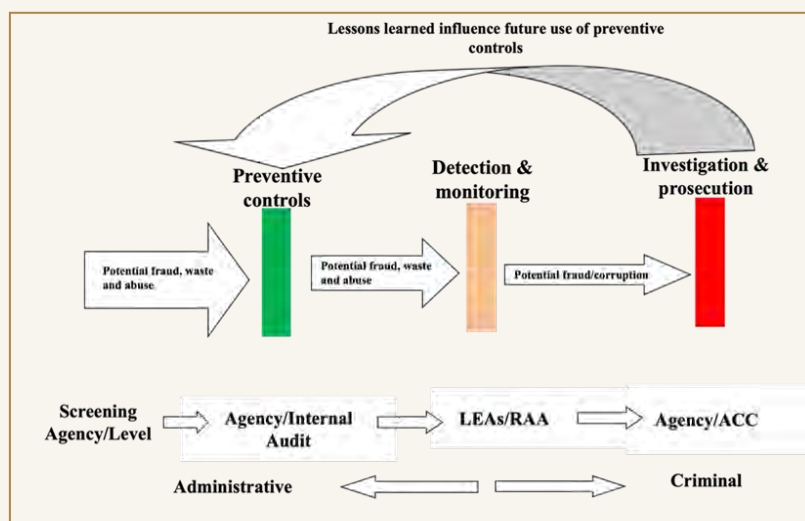 Lessons learned influence future use of preventive
controls
Preventive
controls
Detection &
monitoring
Investigation &
prosecution
Potential fraud, waste
and abuse
Potential fraud, waste
and abuse
Potential fraud/corruption
Screening
Agency/Level
Agency/Internal
Audit
LEAs/RAA
Agency/ACC
Administrative
Criminal